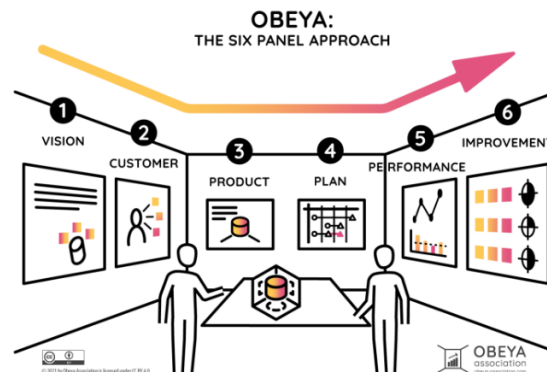 OBEYA:
THE SIX PANEL APPROACH
1
VISION
2
CUSTOMER
3
PRODUCT
4
PLAN
5
PERFORMANCE
6
IMPROVEMENT
cc
OBEYA
association